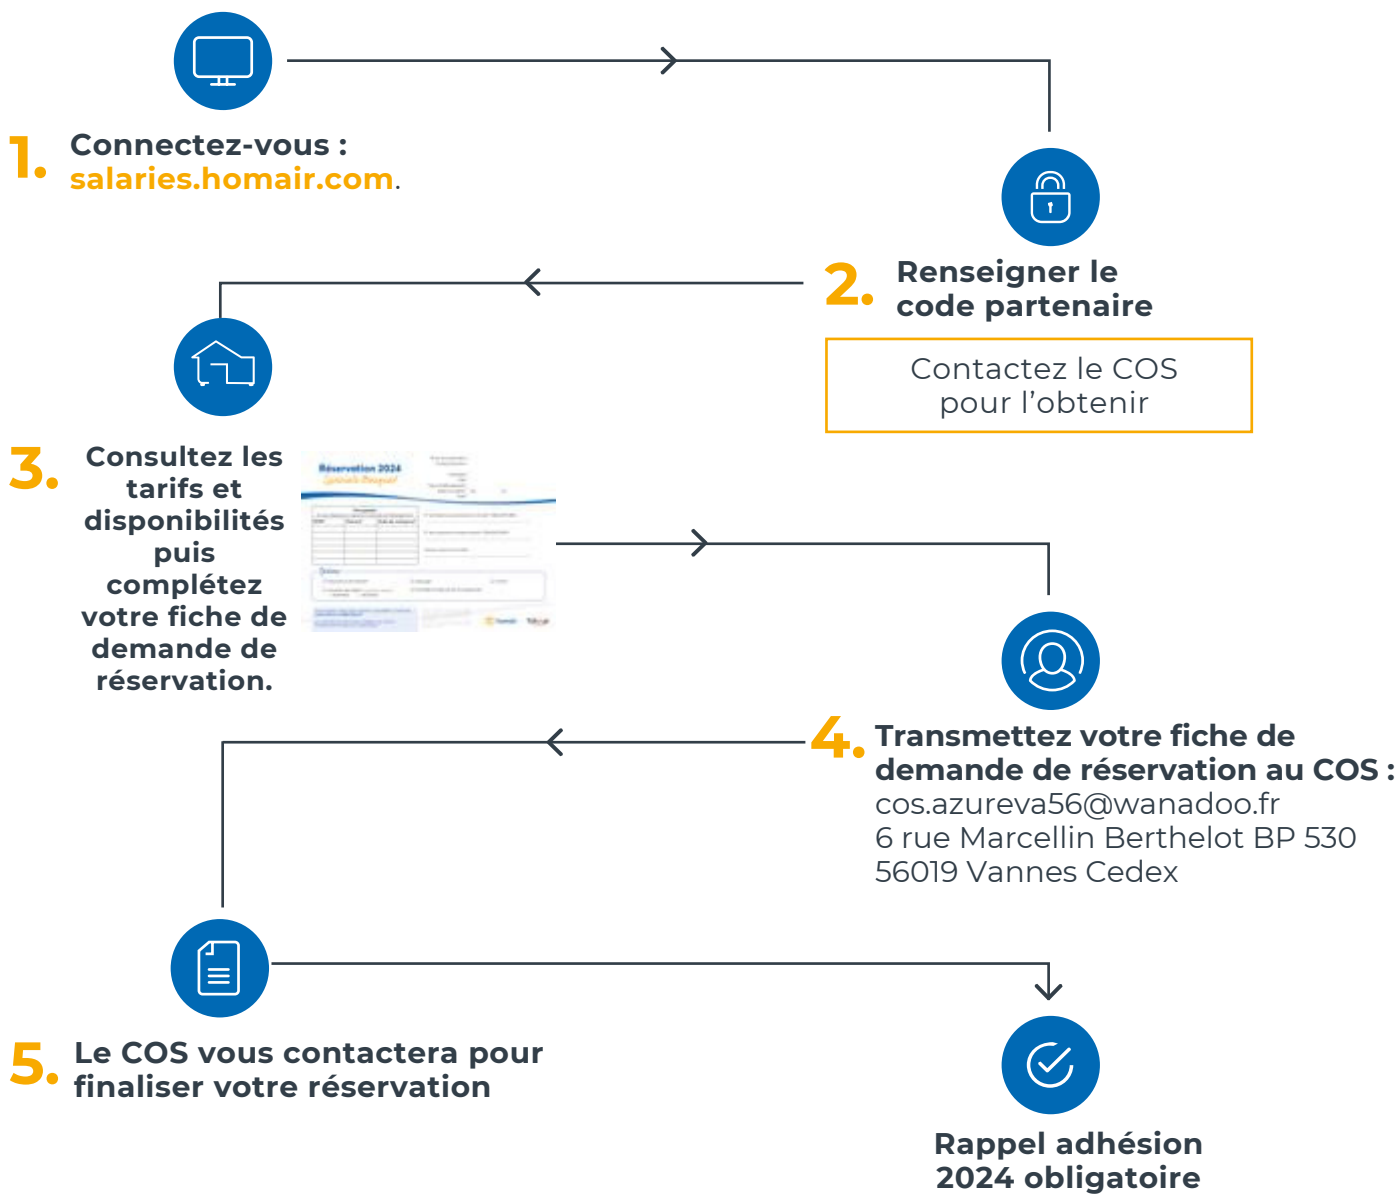 1. Connectez-vous :
salaries.homair.com.
2. Renseigner le
code partenaire
Contactez le COS
pour l’obtenir
3. Consultez les
tarifs et
disponibilités
puis
complétez
votre fiche de
demande de
réservation.
Réservation 2024
4. Transmettez votre fiche de
demande de réservation au COS :
cos.azureva56@wanadoo.fr
6 rue Marcellin Berthelot BP 530
56019 Vannes Cedex
5. Le COS vous contactera pour
finaliser votre réservation
Rappel adhésion
2024 obligatoire